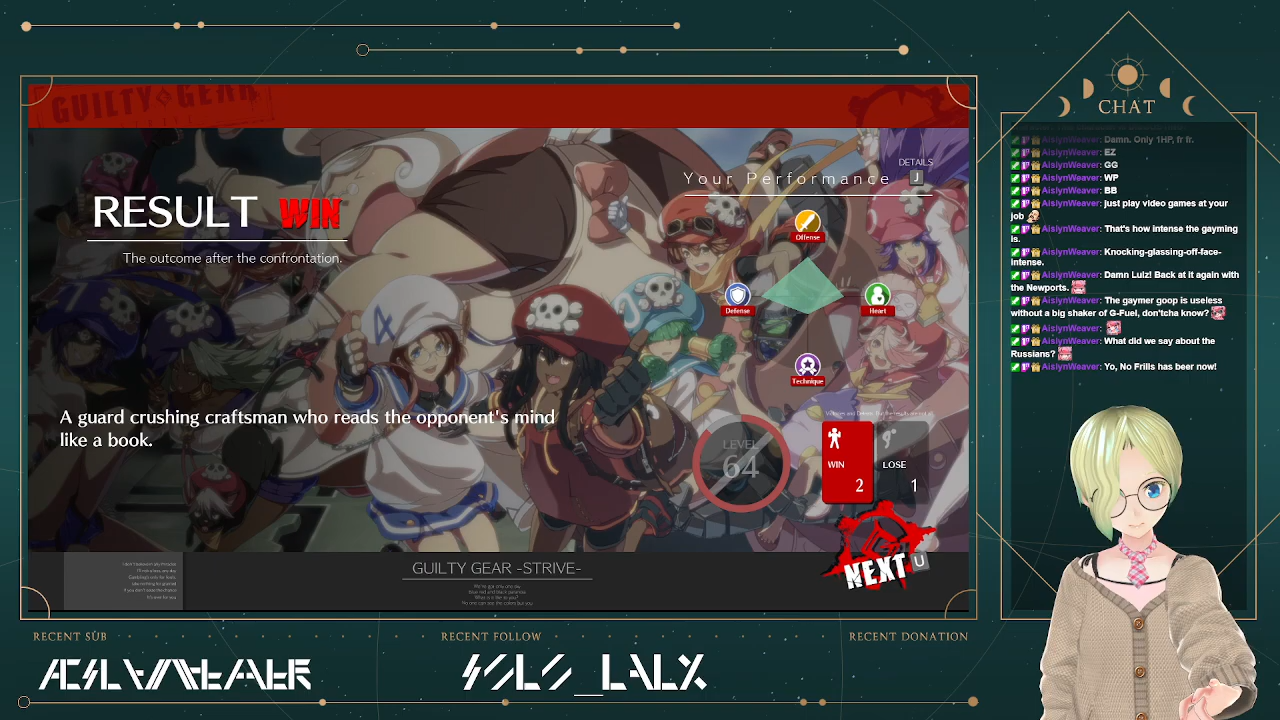 GUILTY GEAR
RESULT WIN
The outcome after the confrontation.
A guard crushing craftsman who reads the opponent's mind
like a book.
DETAILS
Your Performance J
Offense
Defense
Heart
Technique
LEVEL
64
WIN
2
LOSE
1
NEXT U
GUILTY GEAR -STRIVE-
CHAT
AislynWeaver: Damn. Only 1HP, fr fr.
AislynWeaver: EZ
AislynWeaver: GG
AislynWeaver: WP
AislynWeaver: BB
AislynWeaver: just play video games at your
job
AislynWeaver: That's how intense the gayming
is.
AislynWeaver: Knocking-glassing-off-face-
intense.
AislynWeaver: Damn Lulz! Back at it again with
the Newports.
AislynWeaver: The gaymer goop is useless
without a big shaker of G-Fuel, don'tcha know?
AislynWeaver:
AislynWeaver: What did we say about the
Russians?
AislynWeaver: Yo, No Frills has beer now!
RECENT SUB
RECENT FOLLOW
RECENT DONATION
AISLYNWEAVER
SOLO_LALX